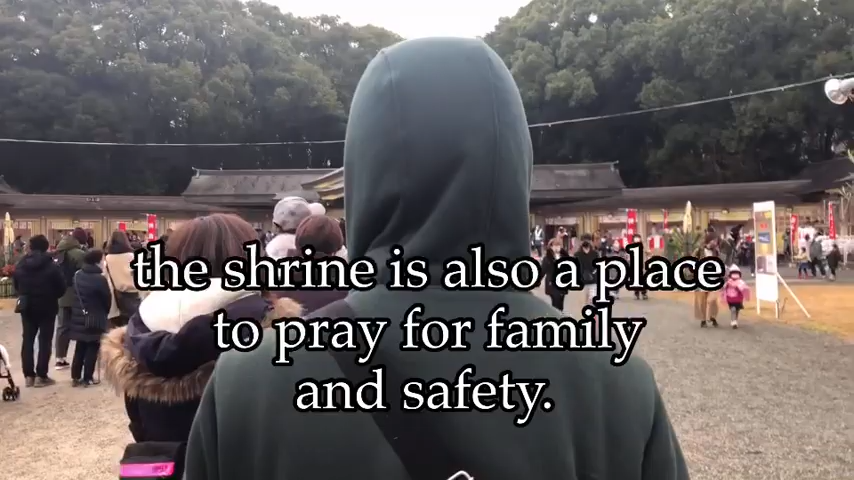 the shrine is also a place
to pray for family
and safety.